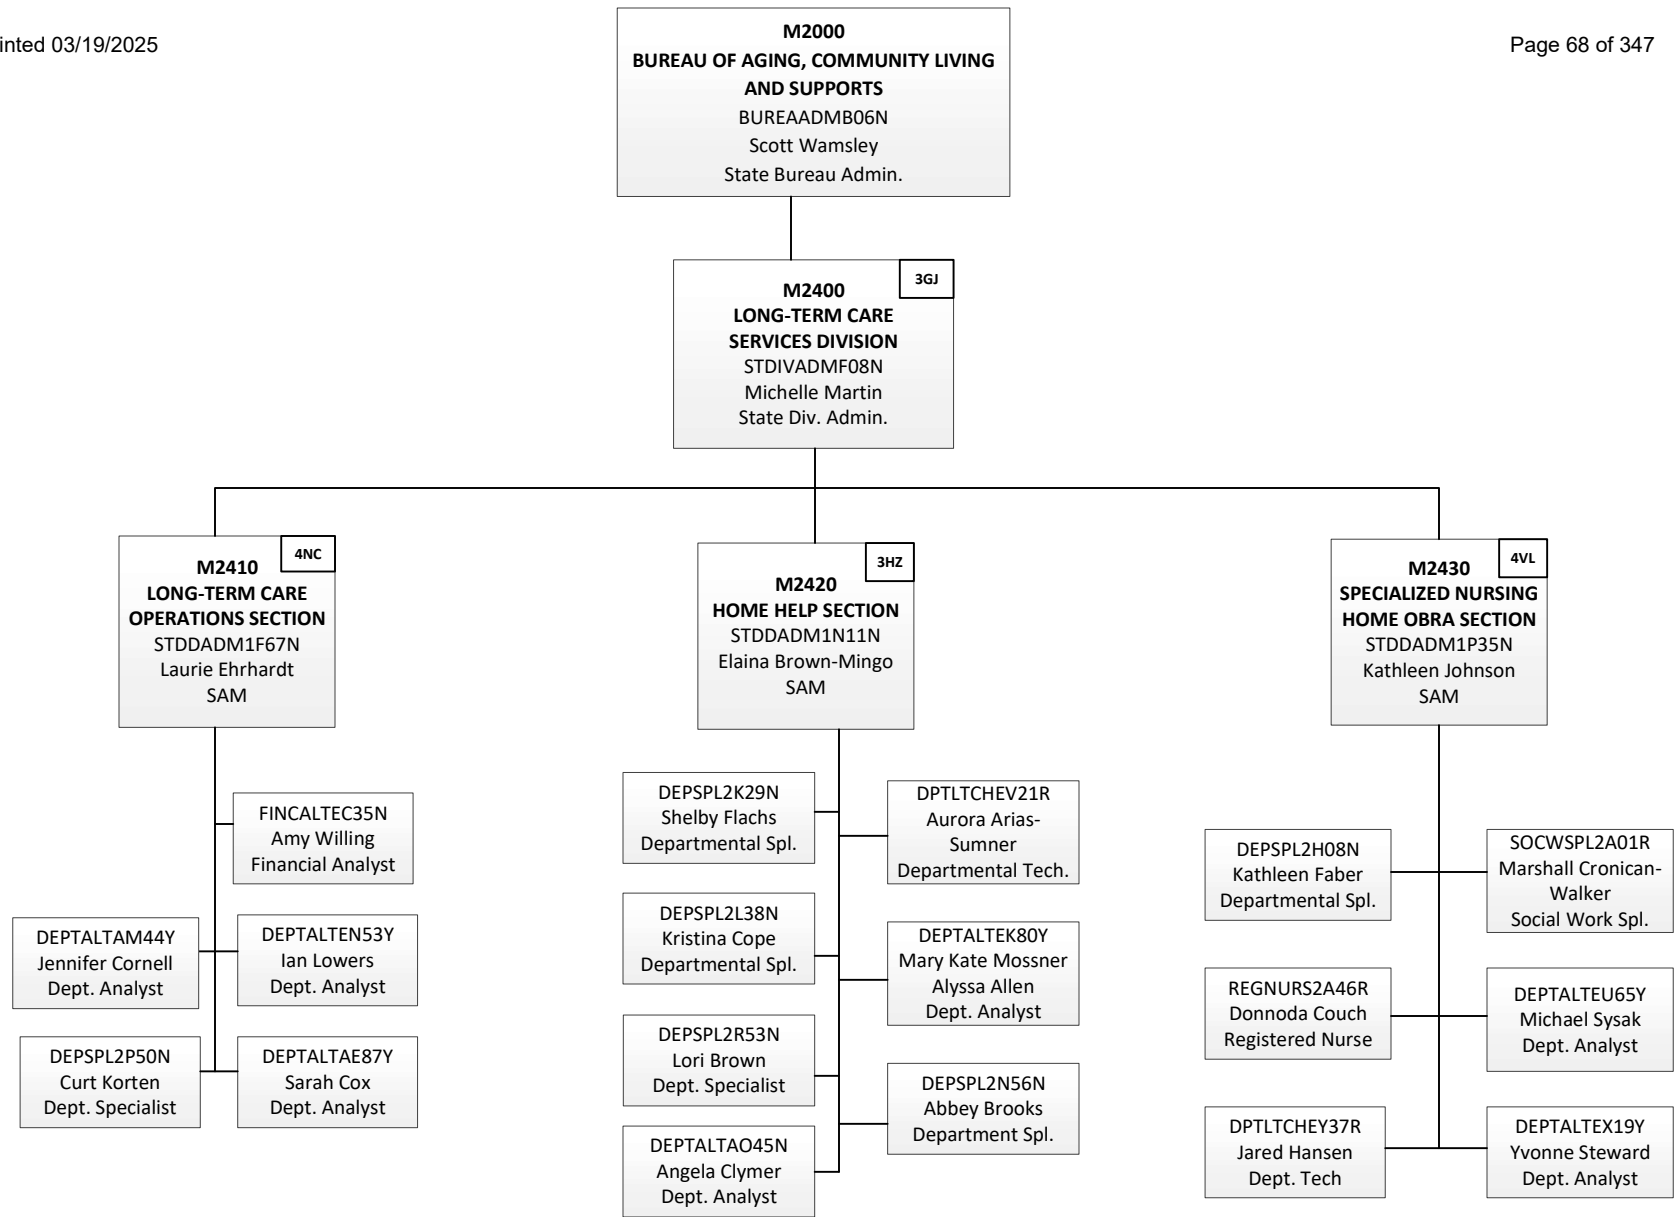 inted 03/19/2025
Page 68 of 347
M2000
BUREAU OF AGING, COMMUNITY LIVING
AND SUPPORTS
BUREAADMB06N
Scott Wamsley
State Bureau Admin.
3GJ
M2400
LONG-TERM CARE
SERVICES DIVISION
STDIVADMF08N
Michelle Martin
State Div. Admin.
4NC
M2410
LONG-TERM CARE
OPERATIONS SECTION
STDDADM1F67N
Laurie Ehrhardt
SAM
3HZ
M2420
HOME HELP SECTION
STDDADM1N11N
Elaina Brown-Mingo
SAM
4VL
M2430
SPECIALIZED NURSING
HOME OBRA SECTION
STDDADM1P35N
Kathleen Johnson
SAM
FINCALTEC35N
Amy Willing
Financial Analyst
DEPTALTAM44Y
Jennifer Cornell
Dept. Analyst
DEPTALTEN53Y
Ian Lowers
Dept. Analyst
DEPSPL2P50N
Curt Korten
Dept. Specialist
DEPTALTAE87Y
Sarah Cox
Dept. Analyst
DEPSPL2K29N
Shelby Flachs
Departmental Spl.
DPTLTCHEV21R
Aurora Arias-
Sumner
Departmental Tech.
DEPSPL2L38N
Kristina Cope
Departmental Spl.
DEPTALTEK80Y
Mary Kate Mossner
Alyssa Allen
Dept. Analyst
DEPSPL2R53N
Lori Brown
Dept. Specialist
DEPSPL2N56N
Abbey Brooks
Department Spl.
DEPTALTAO45N
Angela Clymer
Dept. Analyst
DEPSPL2H08N
Kathleen Faber
Departmental Spl.
SOCWSPL2A01R
Marshall Cronican-
Walker
Social Work Spl.
REGNURS2A46R
Donnoda Couch
Registered Nurse
DEPTALTEU65Y
Michael Sysak
Dept. Analyst
DPTLTCHEY37R
Jared Hansen
Dept. Tech
DEPTALTEX19Y
Yvonne Steward
Dept. Analyst